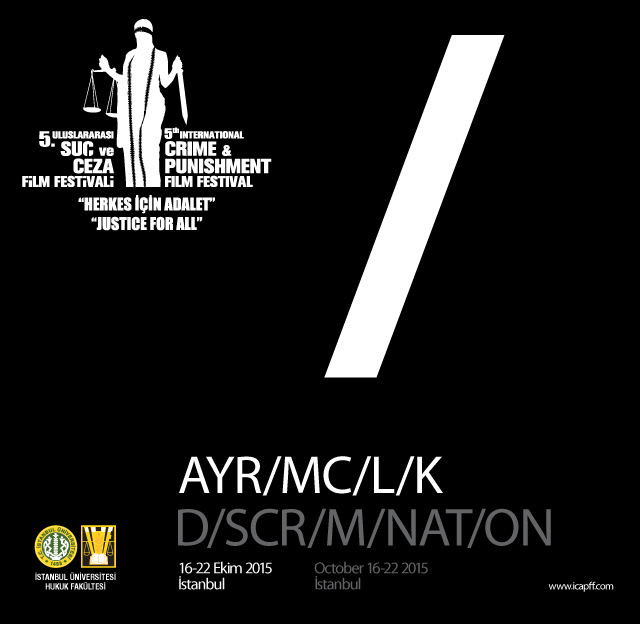 5. ULUSLARARASI
SUÇ ve
CEZA
FİLM FESTİVALİ
5th INTERNATIONAL
CRIME &
PUNISHMENT
FILM FESTIVAL
“HERKES İÇİN ADALET”
“JUSTICE FOR ALL”
/
AYR/MC/L/K
D/SCR/M/NAT/ON
16-22 Ekim 2015
İstanbul
October 16-22 2015
İstanbul
İSTANBUL ÜNİVERSİTESİ
HUKUK FAKÜLTESİ
www.icapff.com